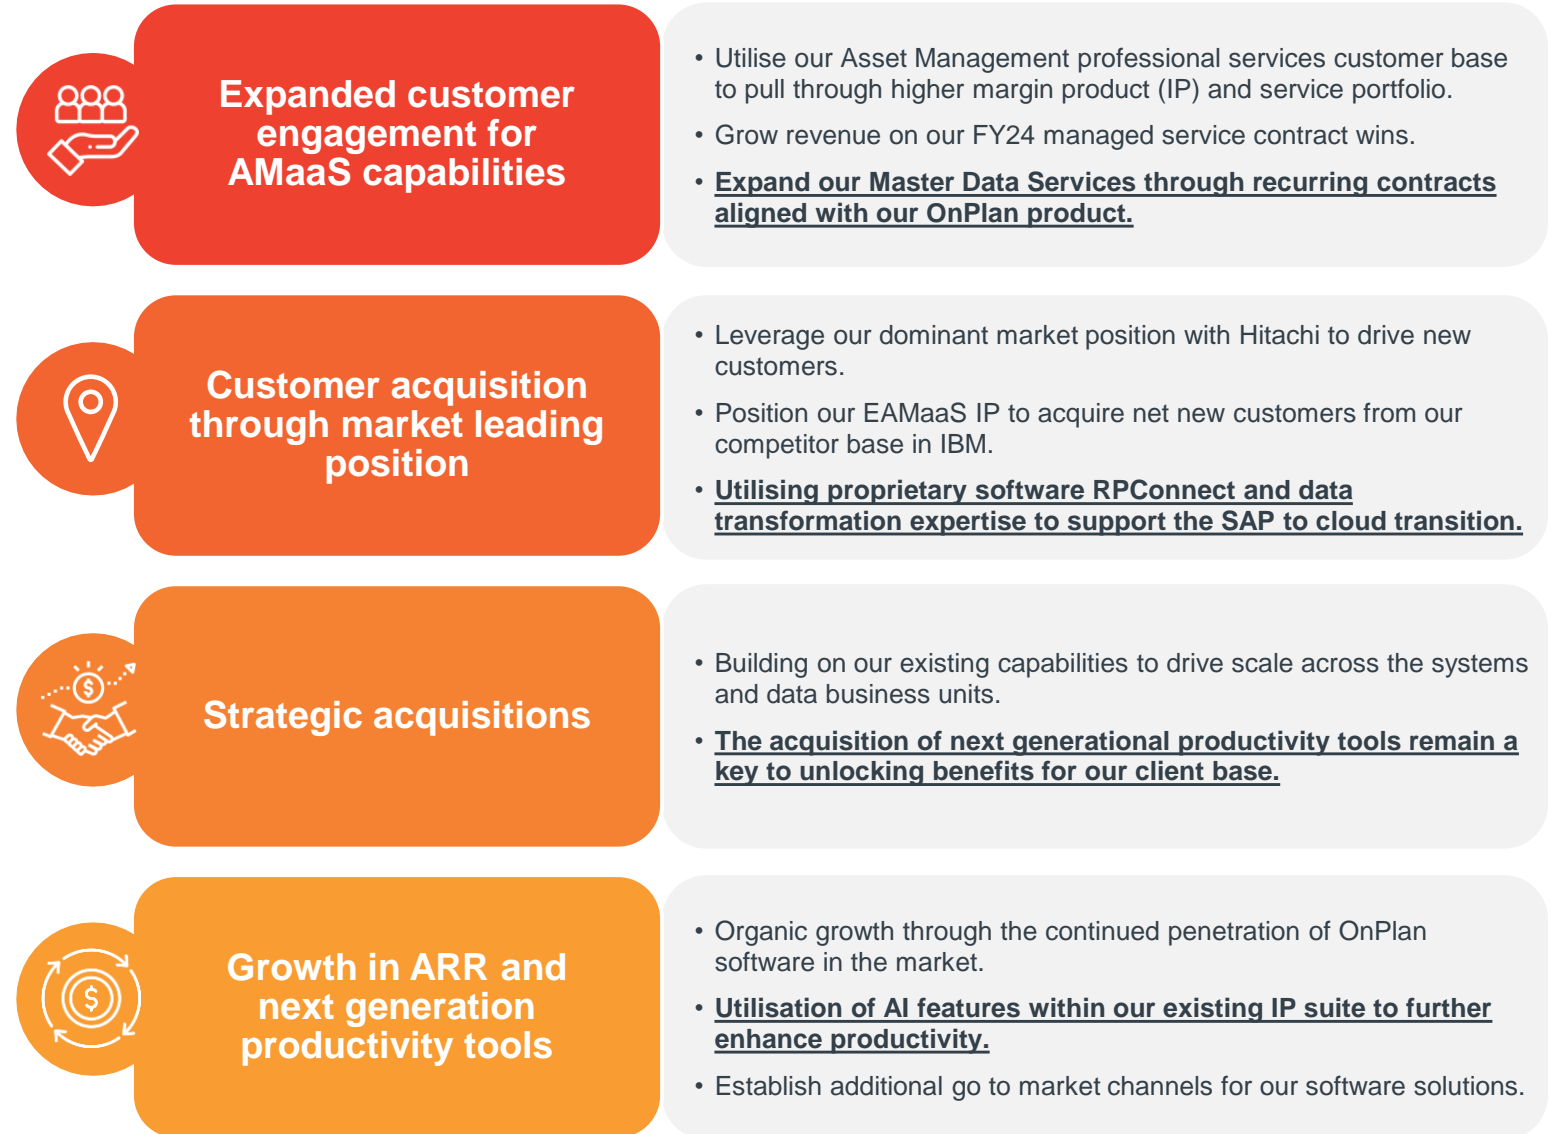 Expanded customer
engagement for
AMaaS capabilities
• Utilise our Asset Management professional services customer base
to pull through higher margin product (IP) and service portfolio.
• Grow revenue on our FY24 managed service contract wins.
• Expand our Master Data Services through recurring contracts
aligned with our OnPlan product.
Customer acquisition
through market leading
position
• Leverage our dominant market position with Hitachi to drive new
customers.
• Position our EAMaaS IP to acquire net new customers from our
competitor base in IBM.
• Utilising proprietary software RPConnect and data
transformation expertise to support the SAP to cloud transition.
Strategic acquisitions
• Building on our existing capabilities to drive scale across the systems
and data business units.
• The acquisition of next generational productivity tools remain a
key to unlocking benefits for our client base.
Growth in ARR and
next generation
productivity tools
• Organic growth through the continued penetration of OnPlan
software in the market.
• Utilisation of AI features within our existing IP suite to further
enhance productivity.
• Establish additional go to market channels for our software solutions.